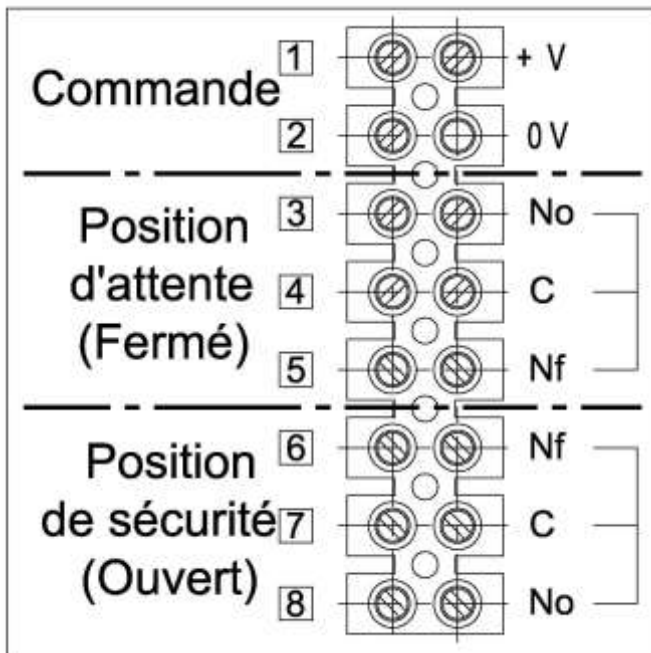 Commande
1 + V
2 0 V
Position
d'attente
(Fermé)
3 No
4 C
5 Nf
Position
de sécurité
(Ouvert)
6 Nf
7 C
8 No